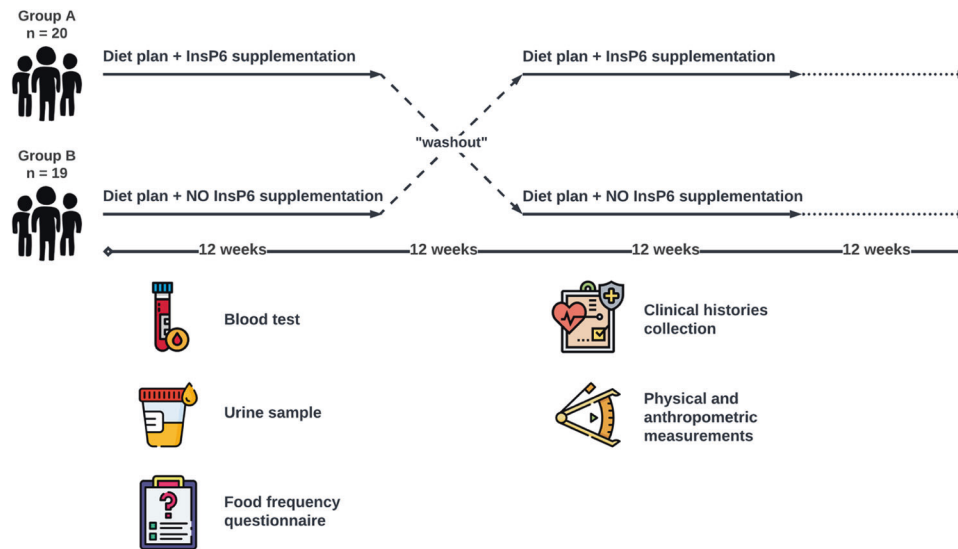 Group A
n = 20
Diet plan + InsP6 supplementation
Diet plan + InsP6 supplementation
"washout"
Group B
n = 19
Diet plan + NO InsP6 supplementation
Diet plan + NO InsP6 supplementation
12 weeks
12 weeks
12 weeks
12 weeks
Blood test
Clinical histories
collection
Urine sample
Physical and
anthropometric
measurements
?
Food frequency
questionnaire